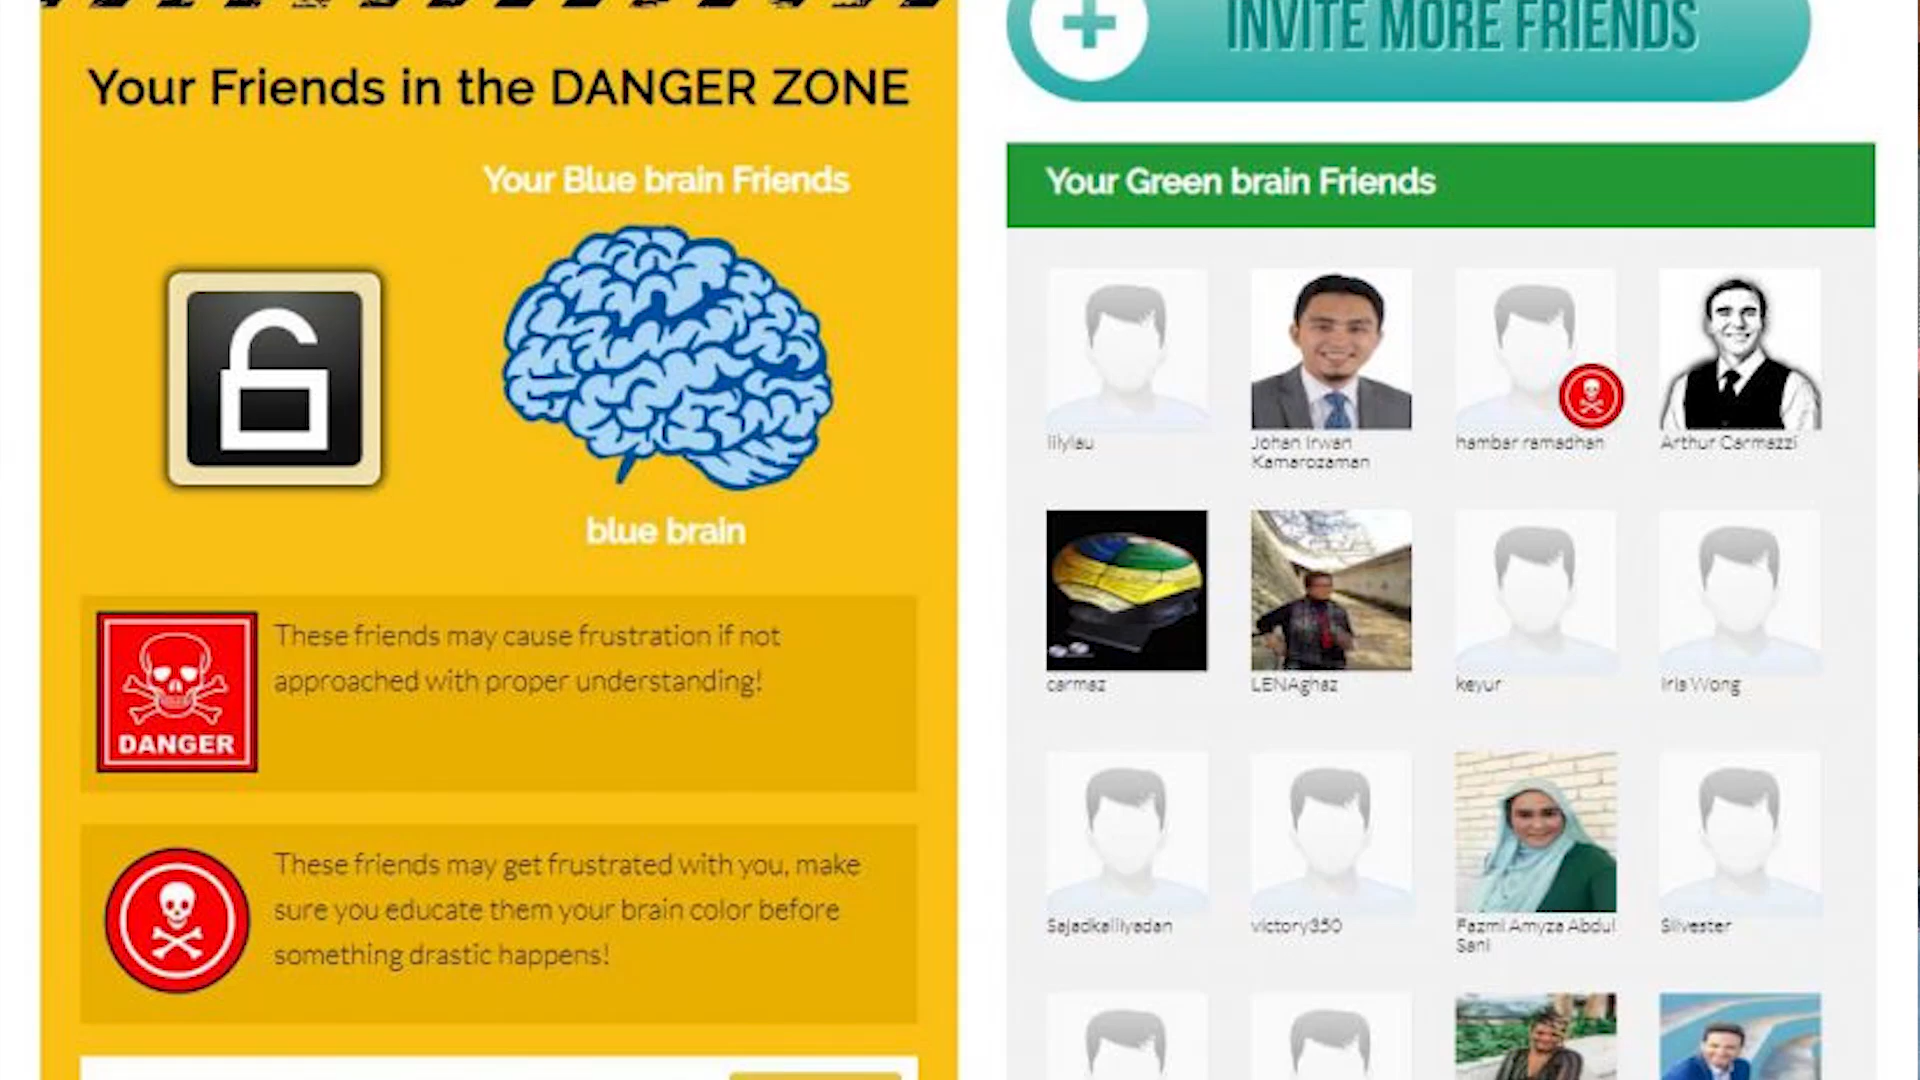 Your Friends in the DANGER ZONE
Your Blue brain Friends
blue brain
DANGER
These friends may cause frustration if not
approached with proper understanding!
These friends may get frustrated with you, make
sure you educate them your brain color before
something drastic happens!
INVITE MORE FRIENDS
Your Green brain Friends
lilylau
Johan Irwan
Kamarozaman
hambar ramadhan
Arthur Carmazzi
carmaz
LENAghaz
keyur
Iris Wong
Sajadkaliiyadan
victory350
Fazmi Amyza Abdul
Sani
Silvester